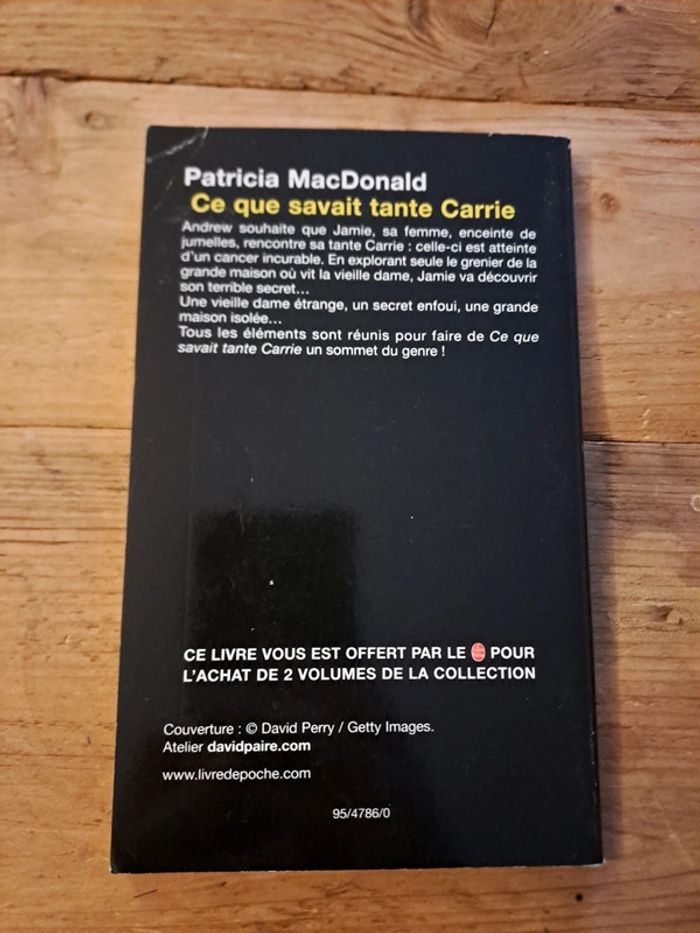 Patricia MacDonald
Ce que savait tante Carrie
Andrew souhaite que Jamie, sa femme, enceinte de
jumelles, rencontre sa tante Carrie : celle-ci est atteinte
d'un cancer incurable. En explorant seule le grenier de la
grande maison où vit la vieille dame, Jamie va découvrir
son terrible secret...
Une vieille dame étrange, un secret enfoui, une grande
maison isolée...
Tous les éléments sont réunis pour faire de Ce que
savait tante Carrie un sommet du genre !
CE LIVRE VOUS EST OFFERT PAR LE POUR
L'ACHAT DE 2 VOLUMES DE LA COLLECTION
Couverture : © David Perry / Getty Images.
Atelier davidpaire.com
www.livredepoche.com
95/4786/0